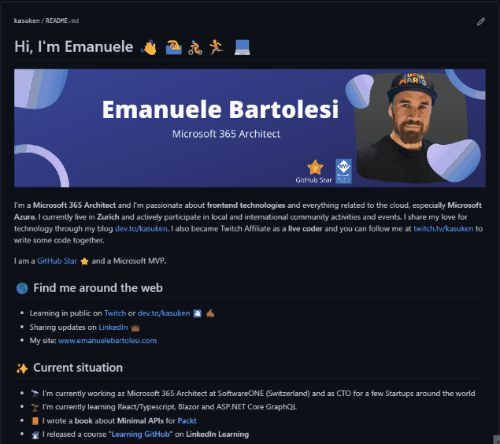 kasuken / README.md
Hi, I'm Emanuele
Emanuele Bartolesi
Microsoft 365 Architect
GitHub Star
I'm a Microsoft 365 Architect and I'm passionate about frontend technologies and everything related to the cloud, especially Microsoft
Azure. I currently live in Zurich and actively participate in local and international community activities and events. I share my love for
technology through my blog dev.to/kasuken. I also became Twitch Affiliate as a live coder and you can follow me at twitch.tv/kasuken to
write some code together.
I am a GitHub Star and a Microsoft MVP.
Find me around the web
Learning in public on Twitch or dev.to/kasuken
Sharing updates on LinkedIn
My site: www.emanuelebartolesi.com
Current situation
I'm currently working as Microsoft 365 Architect at SoftwareONE (Switzerland) and as CTO for a few Startups around the world
I'm currently learning React/Typescript, Blazor and ASP.NET Core GraphQL
I wrote a book about Minimal APIs for Packt
I released a course "Learning GitHub" on LinkedIn Learning